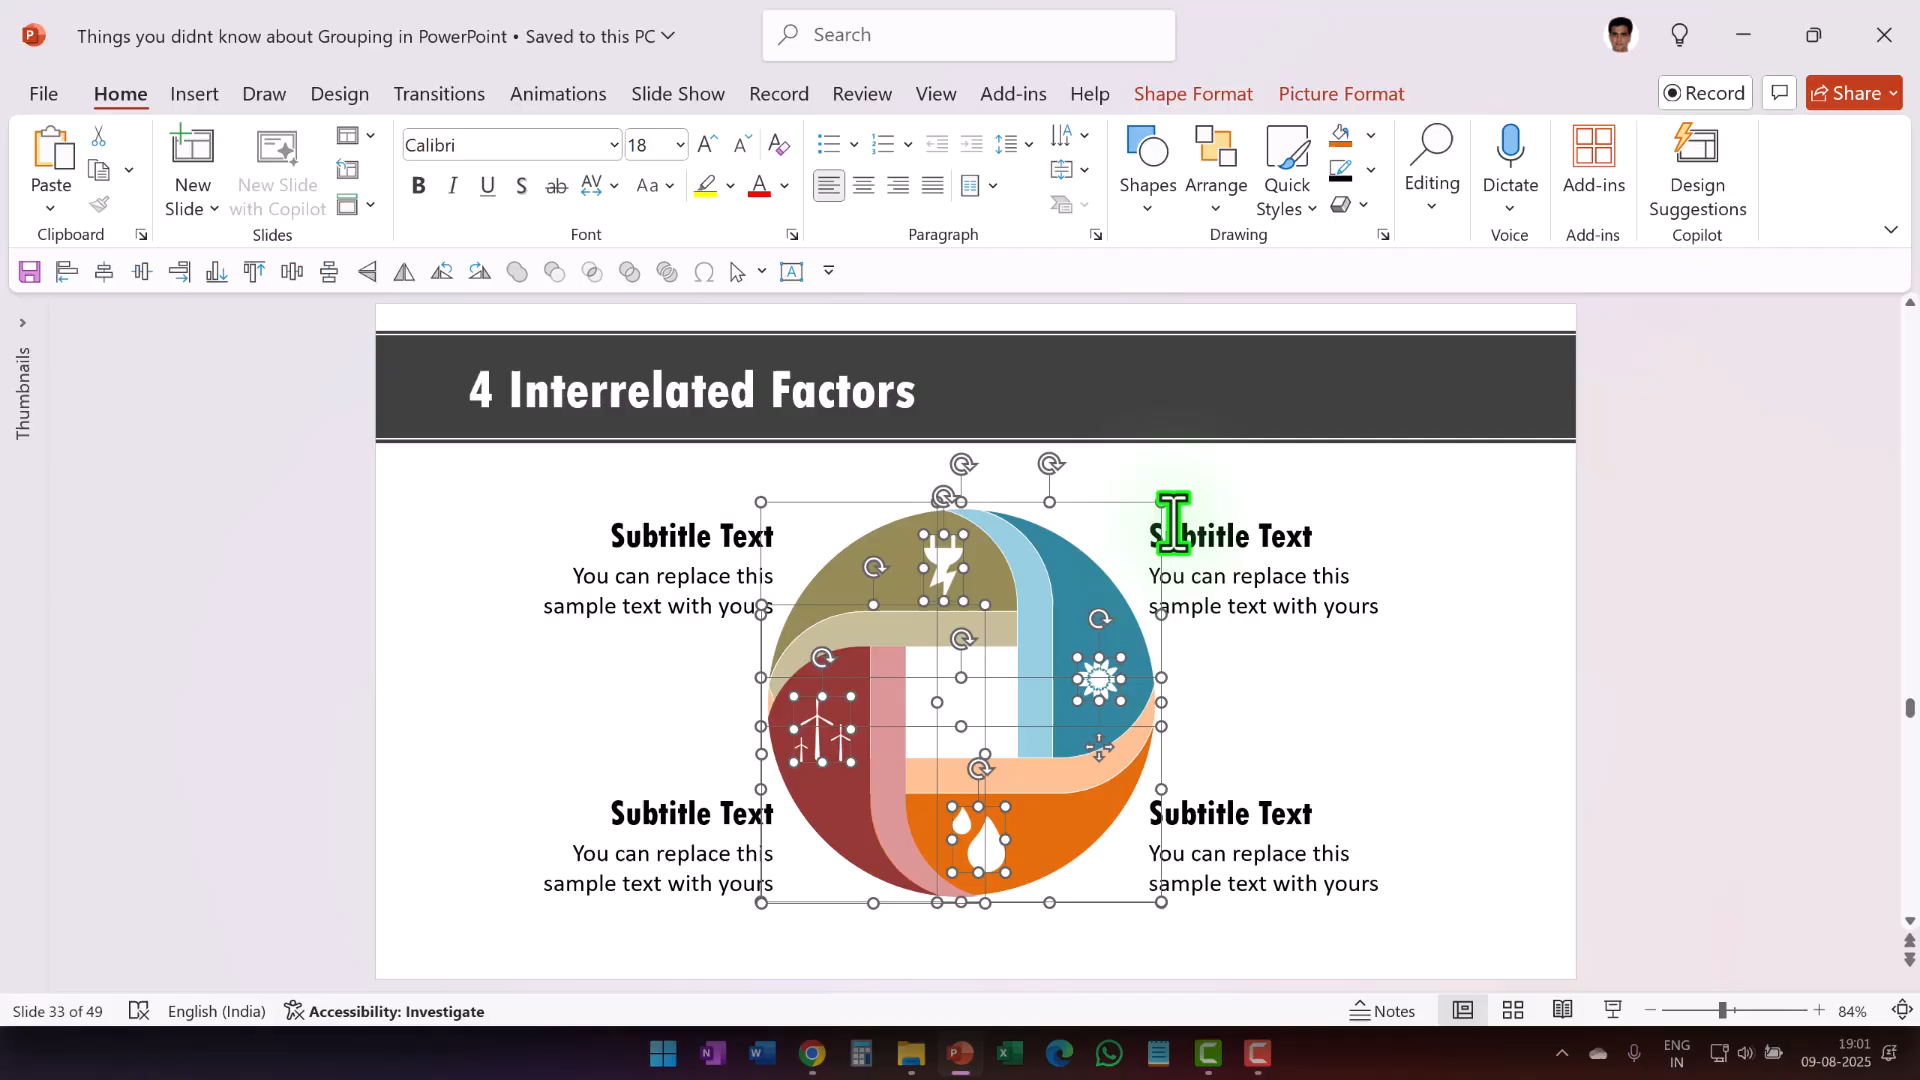 Things you didnt know about Grouping in PowerPoint • Saved to this PC
Search
File Home Insert Draw Design Transitions Animations Slide Show Record Review View Add-ins Help Shape Format Picture Format
Record
Share
Paste
New
Slide
New Slide
with Copilot
Calibri
18
Shapes
Arrange
Quick
Styles
Editing
Dictate
Add-ins
Design
Suggestions
Clipboard
Slides
Font
Paragraph
Drawing
Voice
Add-ins
Copilot
Thumbnails
4 Interrelated Factors
Subtitle Text
You can replace this
sample text with yours
Subtitle Text
You can replace this
sample text with yours
Subtitle Text
You can replace this
sample text with yours
Subtitle Text
You can replace this
sample text with yours
Slide 33 of 49
English (India)
Accessibility: Investigate
Notes
84%
ENG
IN
19:01
09-08-2025